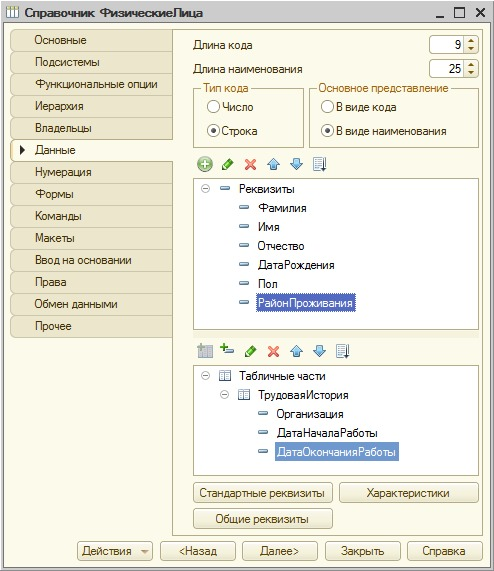 Справочник ФизическиеЛица
Основные
Подсистемы
Функциональные опции
Иерархия
Владельцы
Данные
Нумерация
Формы
Команды
Макеты
Ввод на основании
Права
Обмен данными
Прочее
Длина кода 9
Длина наименования 25
Тип кода
Число
Строка
Основное представление
В виде кода
В виде наименования
Реквизиты
Фамилия
Имя
Отчество
ДатаРождения
Пол
РайонПроживания
Табличные части
ТрудоваяИстория
Организация
ДатаНачалаРаботы
ДатаОкончанияРаботы
Стандартные реквизиты Характеристики
Общие реквизиты
Действия <Назад Далее> Закрыть Справка